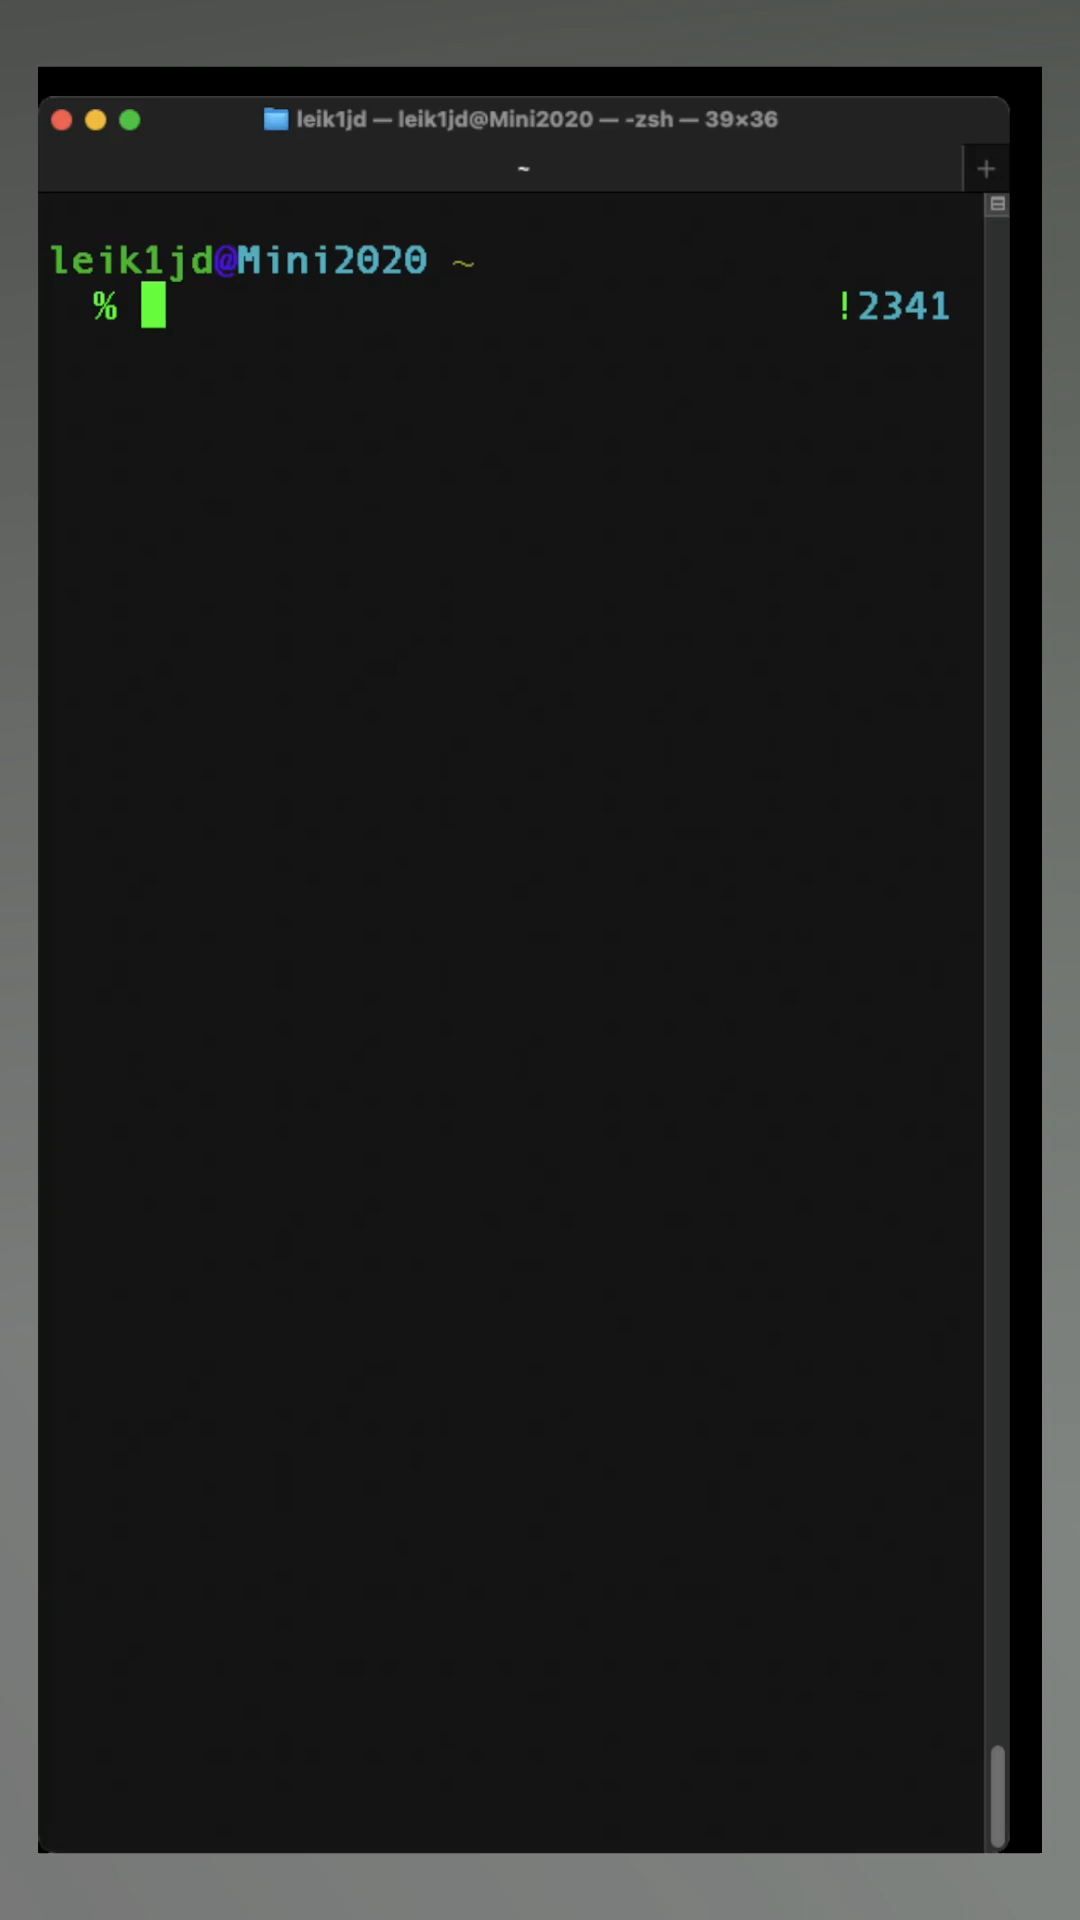 leik1jd — leik1jd@Mini2020 — -zsh — 39×36
~
leik1jd@Mini2020 ~
% !2341